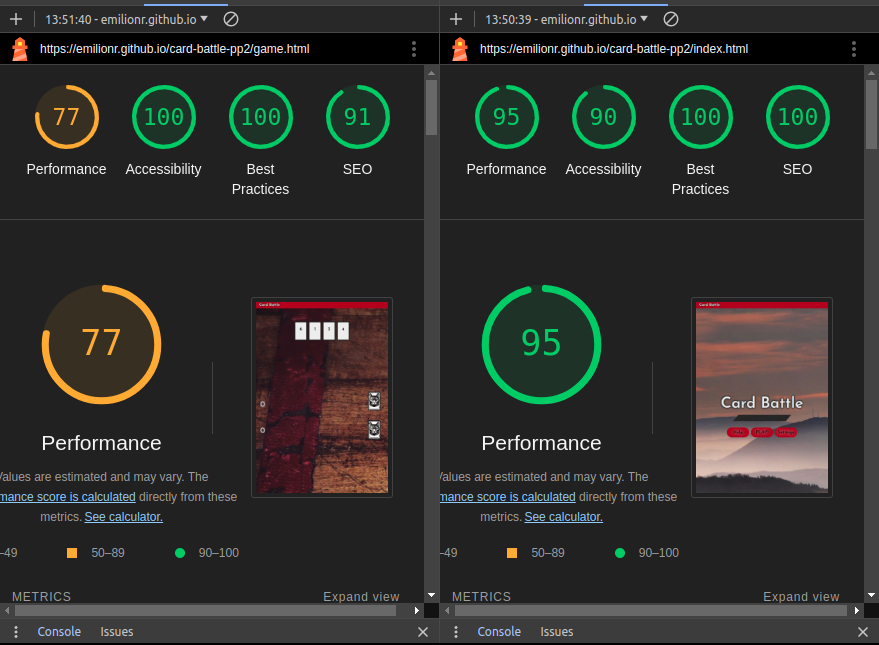 13:51:40 - emilionr.github.io
https://emilionr.github.io/card-battle-pp2/game.html
77
100
100
91
Performance
Accessibility
Best
Practices
SEO
77
Card Battle
Performance
Values are estimated and may vary. The
mance score is calculated directly from these
metrics. See calculator.
–49
50–89
90–100
METRICS
Expand view
Console
Issues
13:50:39 - emilionr.github.io
https://emilionr.github.io/card-battle-pp2/index.html
95
90
100
100
Performance
Accessibility
Best
Practices
SEO
95
Card Battle
Card Battle
Performance
Values are estimated and may vary. The
mance score is calculated directly from these
metrics. See calculator.
–49
50–89
90–100
METRICS
Expand view
Console
Issues